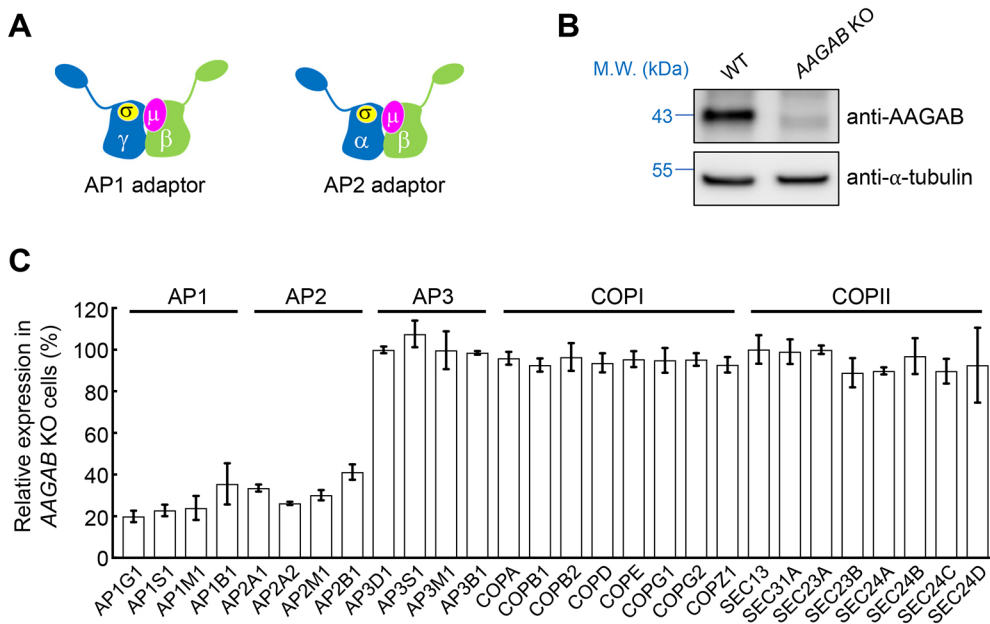 A
σ
μ
γ
β
AP1 adaptor
σ
μ
α
β
AP2 adaptor
B
M.W. (kDa)
WT
AAGAB KO
43
anti-AAGAB
55
anti-α-tubulin
C
AP1
AP2
AP3
COPI
COPII
Relative expression in
AAGAB KO cells (%)
120
100
80
60
40
20
0
AP1G1
AP1S1
AP1M1
AP1B1
AP2A1
AP2A2
AP2M1
AP2B1
AP3D1
AP3S1
AP3M1
AP3B1
COPA
COPB1
COPB2
COPD
COPE
COPG1
COPG2
COPZ1
SEC13
SEC31A
SEC23A
SEC23B
SEC24A
SEC24B
SEC24C
SEC24D